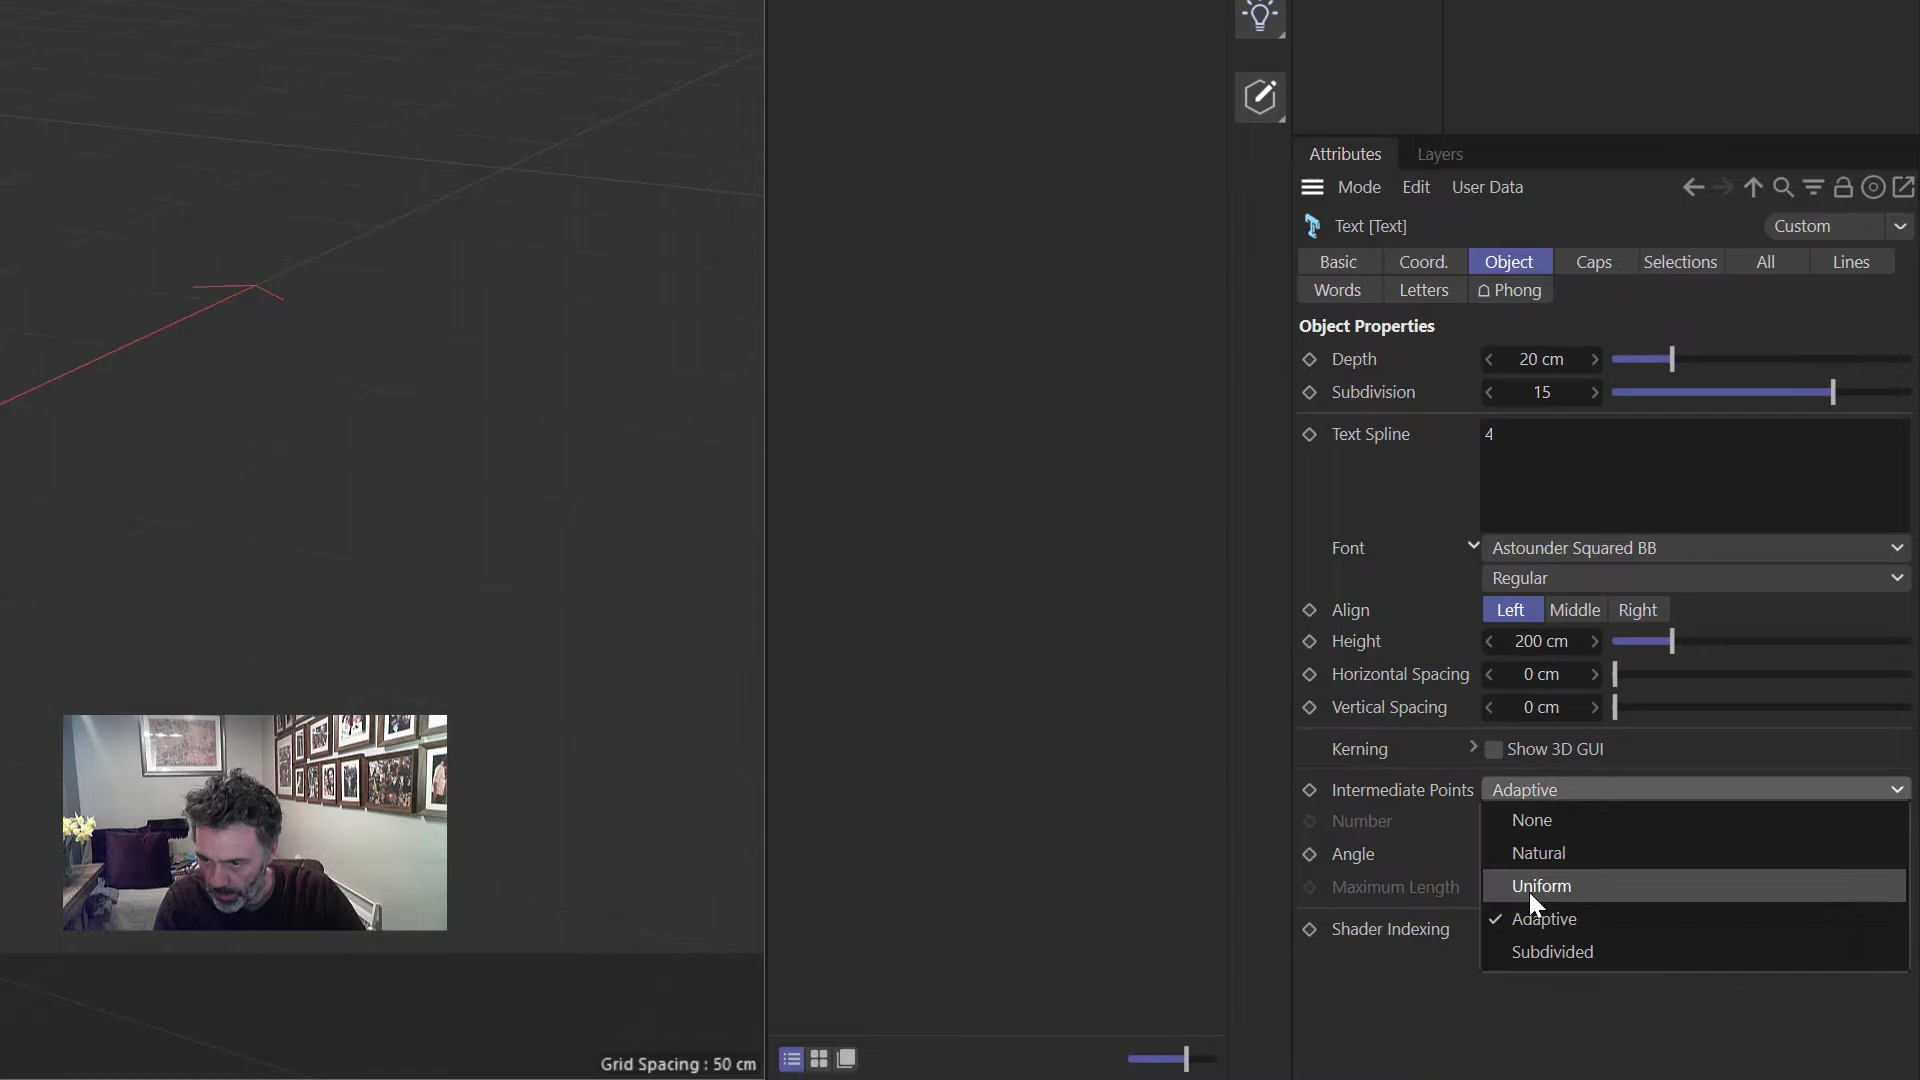 Attributes Layers
Mode Edit User Data
Text [Text] Custom
Basic Coord. Object Caps Selections All Lines
Words Letters Phong
Object Properties
Depth 20 cm
Subdivision 15
Text Spline 4
Font Astounder Squared BB
Regular
Align Left Middle Right
Height 200 cm
Horizontal Spacing 0 cm
Vertical Spacing 0 cm
Kerning Show 3D GUI
Intermediate Points Adaptive
Number None
Angle Natural
Maximum Length Uniform
Adaptive
Shader Indexing
Subdivided
Grid Spacing : 50 cm